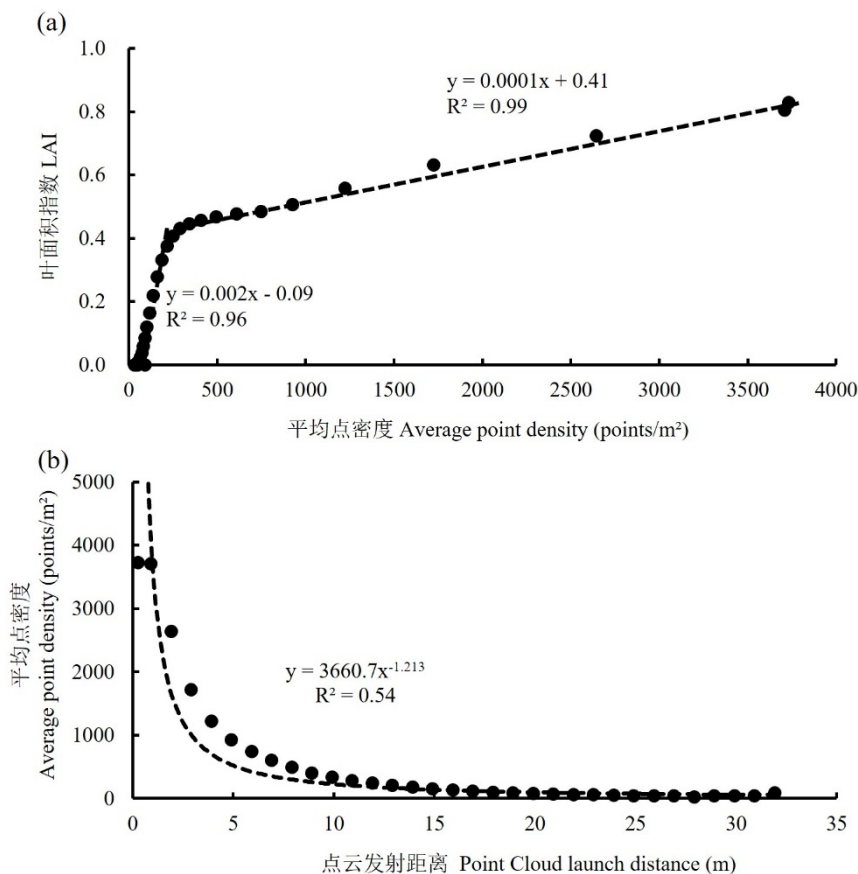 (a)
1.0
0.8
0.6
0.4
0.2
0.0
叶面积指数 LAI
y = 0.0001x + 0.41
R² = 0.99
y = 0.002x - 0.09
R² = 0.96
0 500 1000 1500 2000 2500 3000 3500 4000
平均点密度 Average point density (points/m²)
(b)
5000
4000
3000
2000
1000
0
平均点密度
Average point density (points/m²)
y = 3660.7x⁻¹·²¹³
R² = 0.54
0 5 10 15 20 25 30 35
点云发射距离 Point Cloud launch distance (m)